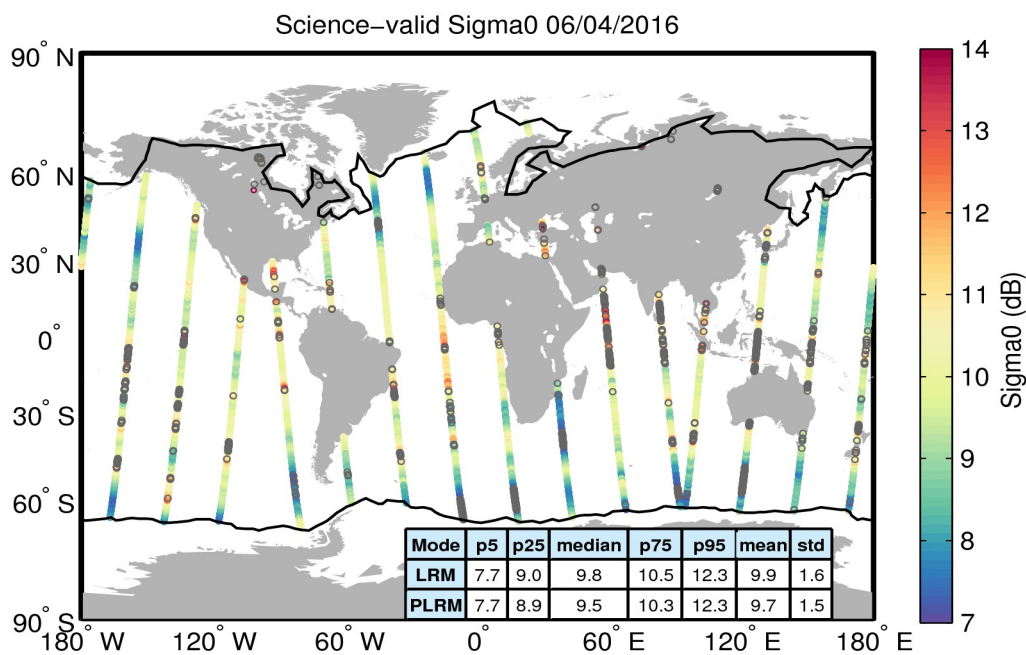 Science−valid Sigma0 06/04/2016
90° N
60° N
30° N
0°
30° S
60° S
90° S
180° W
120° W
60° W
0°
60° E
120° E
180° E
14
13
12
11
10
9
8
7
Sigma0 (dB)
Mode p5 p25 median p75 p95 mean std
LRM 7.7 9.0 9.8 10.5 12.3 9.9 1.6
PLRM 7.7 8.9 9.5 10.3 12.3 9.7 1.5